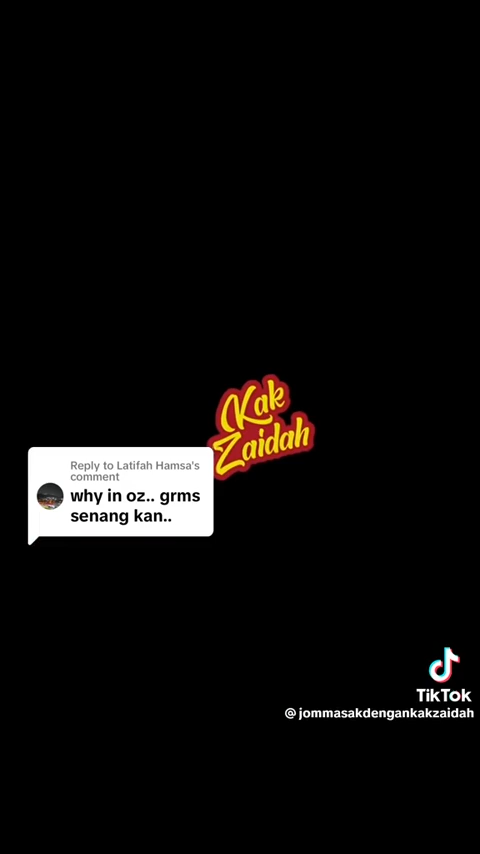 Kak
Zaidah
Reply to Latifah Hamsa's
comment
why in oz.. grms
senang kan..
TikTok
@ jommasakdengankakzaidah